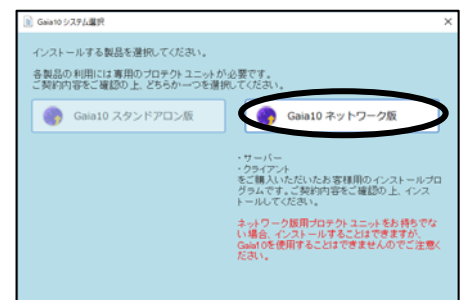 Gaia10 システム選択
インストールする製品を選択してください。
各製品の利用には専用のプロテクトユニットが必要です。
ご契約内容をご確認の上、どちらか一つを選択してください。
Gaia10 スタンドアロン版
Gaia10 ネットワーク版
・サーバー
・クライアント
をご購入いただいたお客様用のインストールプロ
グラムです。ご契約内容をご確認の上、インス
トールしてください。
ネットワーク版用プロテクトユニットをお持ちでな
い場合、インストールすることはできますが、
Gaia10を使用することはできませんのでご注意く
ださい。